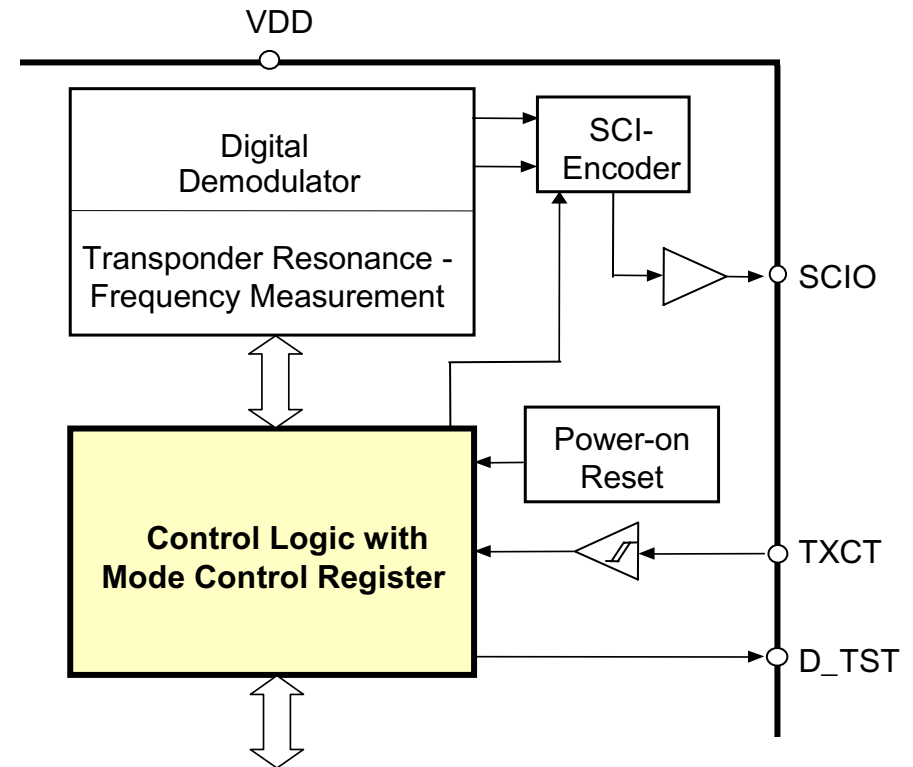 VDD
Digital
Demodulator
SCI-
Encoder
Transponder Resonance -
Frequency Measurement
SCIO
Power-on
Reset
Control Logic with
Mode Control Register
TXCT
D_TST